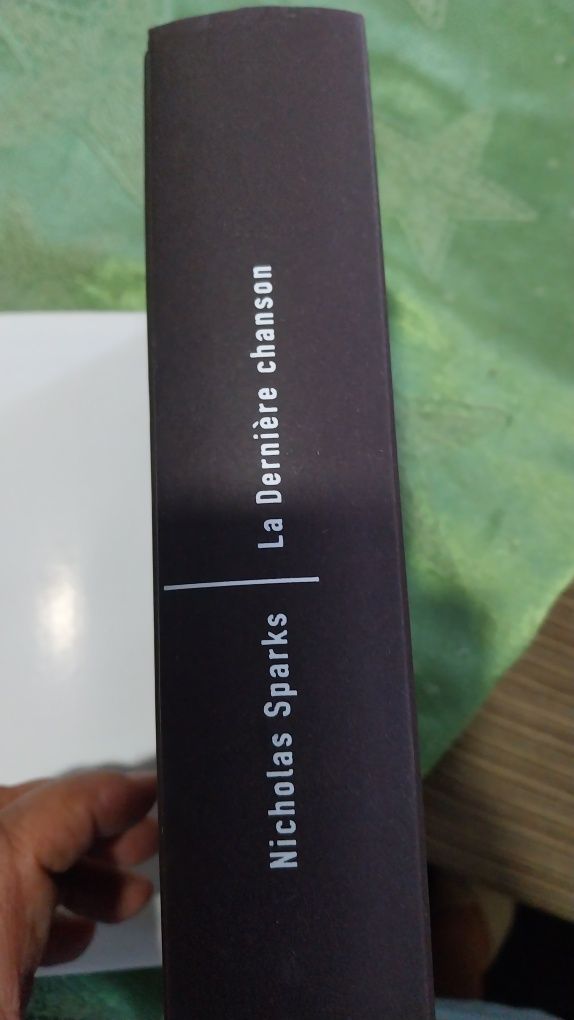 Nicholas Sparks
La Dernière chanson